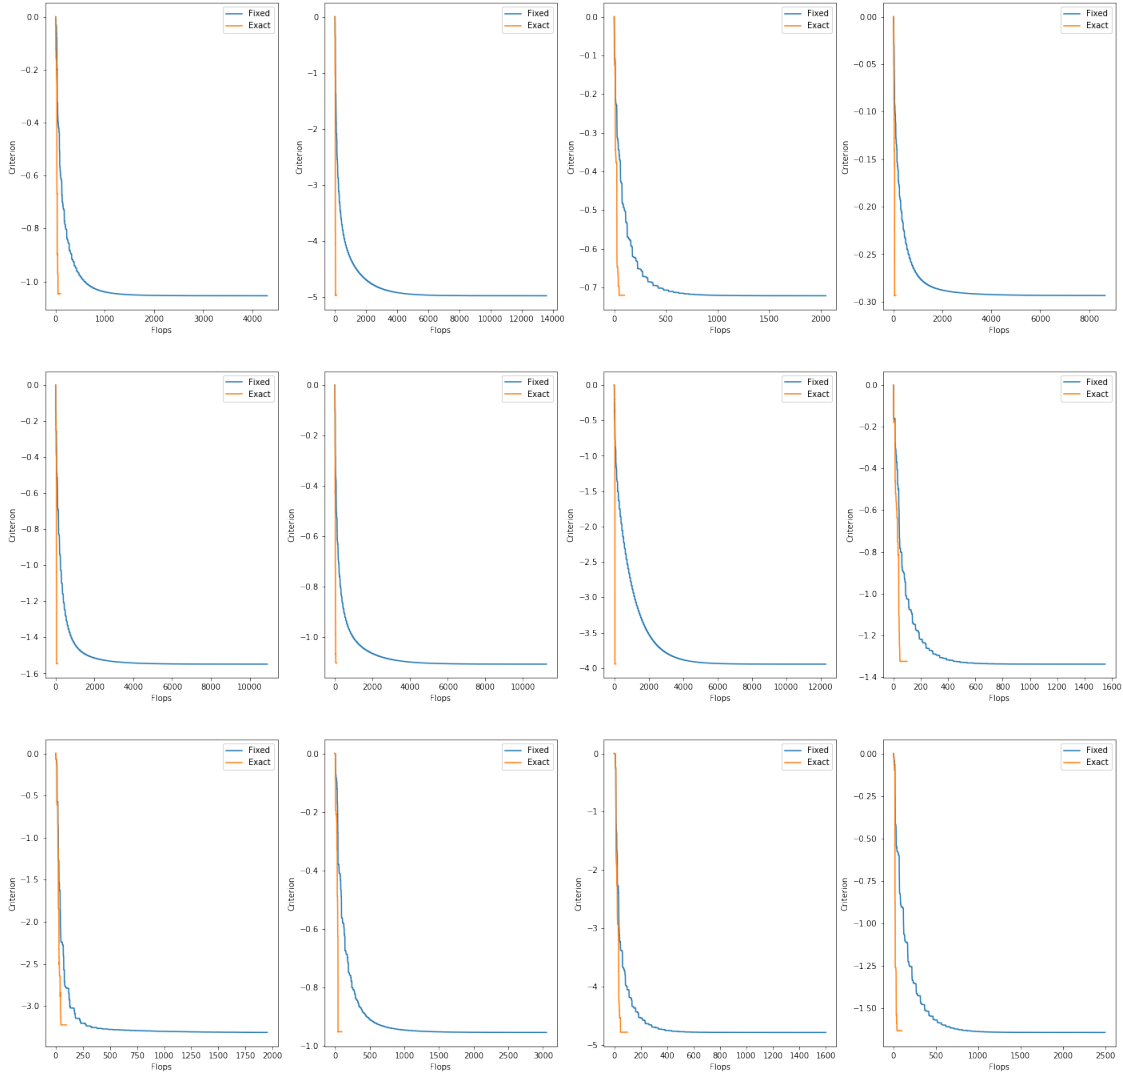 0.0
−0.2
−0.4
−0.6
−0.8
−1.0
Criterion
0 1000 2000 3000 4000
Flops
Fixed
Exact
0
−1
−2
−3
−4
−5
Criterion
0 2000 4000 6000 8000 10000 12000 14000
Flops
Fixed
Exact
0.0
−0.1
−0.2
−0.3
−0.4
−0.5
−0.6
−0.7
Criterion
0 500 1000 1500 2000
Flops
Fixed
Exact
0.00
−0.05
−0.10
−0.15
−0.20
−0.25
−0.30
Criterion
0 2000 4000 6000 8000
Flops
Fixed
Exact
0.0
−0.2
−0.4
−0.6
−0.8
−1.0
−1.2
−1.4
−1.6
Criterion
0 2000 4000 6000 8000 10000
Flops
Fixed
Exact
0.0
−0.2
−0.4
−0.6
−0.8
−1.0
Criterion
0 2000 4000 6000 8000 10000
Flops
Fixed
Exact
0.0
−0.5
−1.0
−1.5
−2.0
−2.5
−3.0
−3.5
−4.0
Criterion
0 2000 4000 6000 8000 10000 12000
Flops
Fixed
Exact
0.0
−0.2
−0.4
−0.6
−0.8
−1.0
−1.2
−1.4
Criterion
0 200 400 600 800 1000 1200 1400 1600
Flops
Fixed
Exact
0.0
−0.5
−1.0
−1.5
−2.0
−2.5
−3.0
Criterion
0 250 500 750 1000 1250 1500 1750 2000
Flops
Fixed
Exact
0.0
−0.2
−0.4
−0.6
−0.8
−1.0
Criterion
0 500 1000 1500 2000 2500 3000
Flops
Fixed
Exact
0
−1
−2
−3
−4
−5
Criterion
0 200 400 600 800 1000 1200 1400 1600
Flops
Fixed
Exact
0.00
−0.25
−0.50
−0.75
−1.00
−1.25
−1.50
Criterion
0 500 1000 1500 2000 2500
Flops
Fixed
Exact